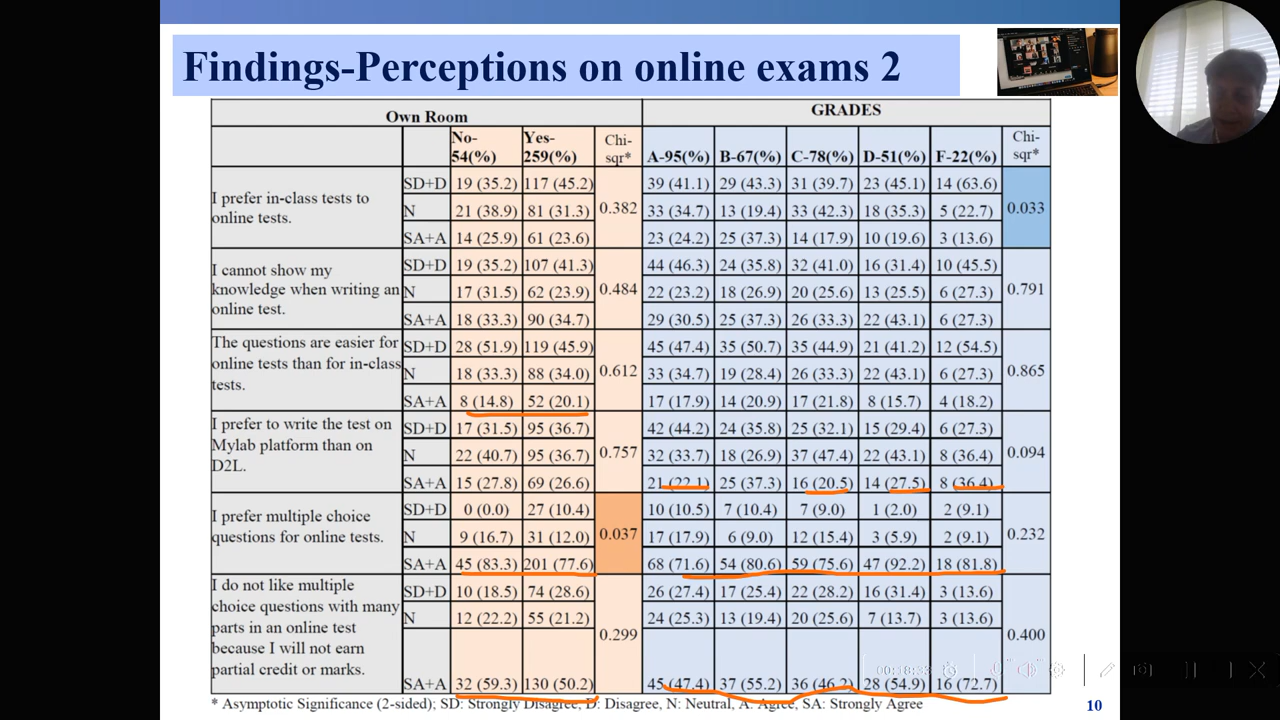 Findings-Perceptions on online exams 2
Own Room GRADES
No-54(%) Yes-259(%) Chi-sqr* A-95(%) B-67(%) C-78(%) D-51(%) F-22(%) Chi-sqr*
I prefer in-class tests to online tests.
SD+D 19 (35.2) 117 (45.2) 39 (41.1) 29 (43.3) 31 (39.7) 23 (45.1) 14 (63.6)
N 21 (38.9) 81 (31.3) 0.382 33 (34.7) 13 (19.4) 33 (42.3) 18 (35.3) 5 (22.7) 0.033
SA+A 14 (25.9) 61 (23.6) 23 (24.2) 25 (37.3) 14 (17.9) 10 (19.6) 3 (13.6)
I cannot show my knowledge when writing an online test.
SD+D 19 (35.2) 107 (41.3) 44 (46.3) 24 (35.8) 32 (41.0) 16 (31.4) 10 (45.5)
N 17 (31.5) 62 (23.9) 0.484 22 (23.2) 18 (26.9) 20 (25.6) 13 (25.5) 6 (27.3) 0.791
SA+A 18 (33.3) 90 (34.7) 29 (30.5) 25 (37.3) 26 (33.3) 22 (43.1) 6 (27.3)
The questions are easier for online tests than for in-class tests.
SD+D 28 (51.9) 119 (45.9) 45 (47.4) 35 (50.7) 35 (44.9) 21 (41.2) 12 (54.5)
N 18 (33.3) 88 (34.0) 0.612 33 (34.7) 19 (28.4) 26 (33.3) 22 (43.1) 6 (27.3) 0.865
SA+A 8 (14.8) 52 (20.1) 17 (17.9) 14 (20.9) 17 (21.8) 8 (15.7) 4 (18.2)
I prefer to write the test on Mylab platform than on D2L.
SD+D 17 (31.5) 95 (36.7) 42 (44.2) 24 (35.8) 25 (32.1) 15 (29.4) 6 (27.3)
N 22 (40.7) 95 (36.7) 0.757 32 (33.7) 18 (26.9) 37 (47.4) 22 (43.1) 8 (36.4) 0.094
SA+A 15 (27.8) 69 (26.6) 21 (22.1) 25 (37.3) 16 (20.5) 14 (27.5) 8 (36.4)
I prefer multiple choice questions for online tests.
SD+D 0 (0.0) 27 (10.4) 10 (10.5) 7 (10.4) 7 (9.0) 1 (2.0) 2 (9.1)
N 9 (16.7) 31 (12.0) 0.037 17 (17.9) 6 (9.0) 12 (15.4) 3 (5.9) 2 (9.1) 0.232
SA+A 45 (83.3) 201 (77.6) 68 (71.6) 54 (80.6) 59 (75.6) 47 (92.2) 18 (81.8)
I do not like multiple choice questions with many parts in an online test because I will not earn partial credit or marks.
SD+D 10 (18.5) 74 (28.6) 26 (27.4) 17 (25.4) 22 (28.2) 16 (31.4) 3 (13.6)
N 12 (22.2) 55 (21.2) 0.299 24 (25.3) 13 (19.4) 20 (25.6) 7 (13.7) 3 (13.6) 0.400
SA+A 32 (59.3) 130 (50.2) 45 (47.4) 37 (55.2) 36 (46.2) 28 (54.9) 16 (72.7)
* Asymptotic Significance (2-sided); SD: Strongly Disagree, D: Disagree, N: Neutral, A: Agree, SA: Strongly Agree
10